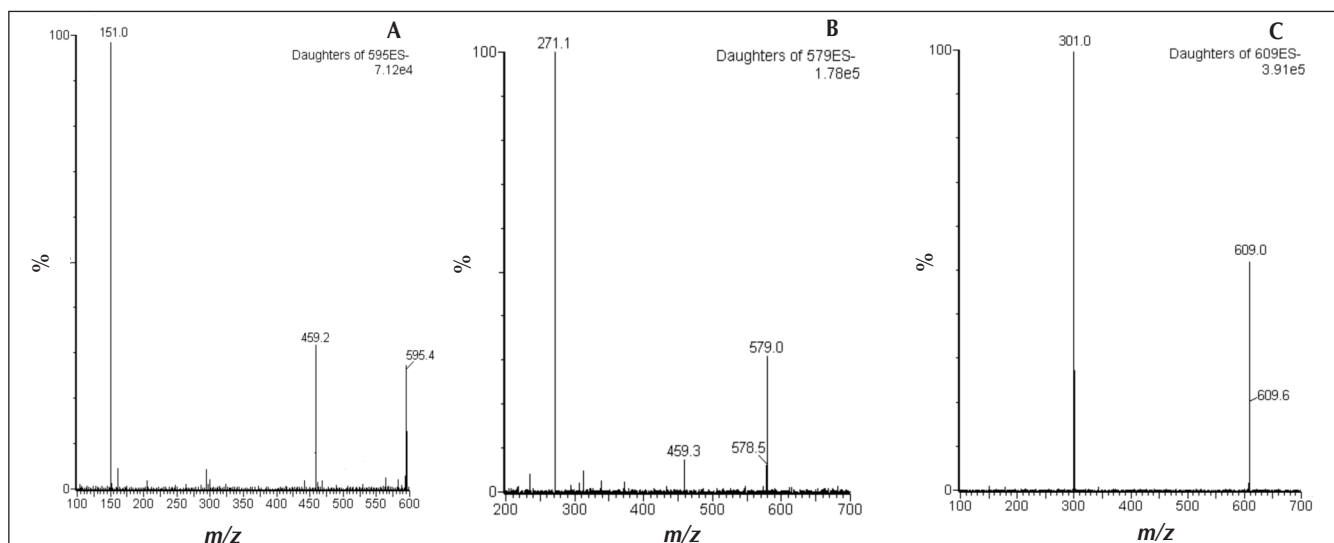 A
151.0
Daughters of 595ES-
7.12e4
100
%
459.2
595.4
0
100 150 200 250 300 350 400 450 500 550 600
m/z
B
271.1
Daughters of 579ES-
1.78e5
100
%
579.0
578.5
459.3
0
200 300 400 500 600 700
m/z
C
301.0
Daughters of 609ES-
3.91e5
100
%
609.0
609.6
0
100 200 300 400 500 600 700
m/z